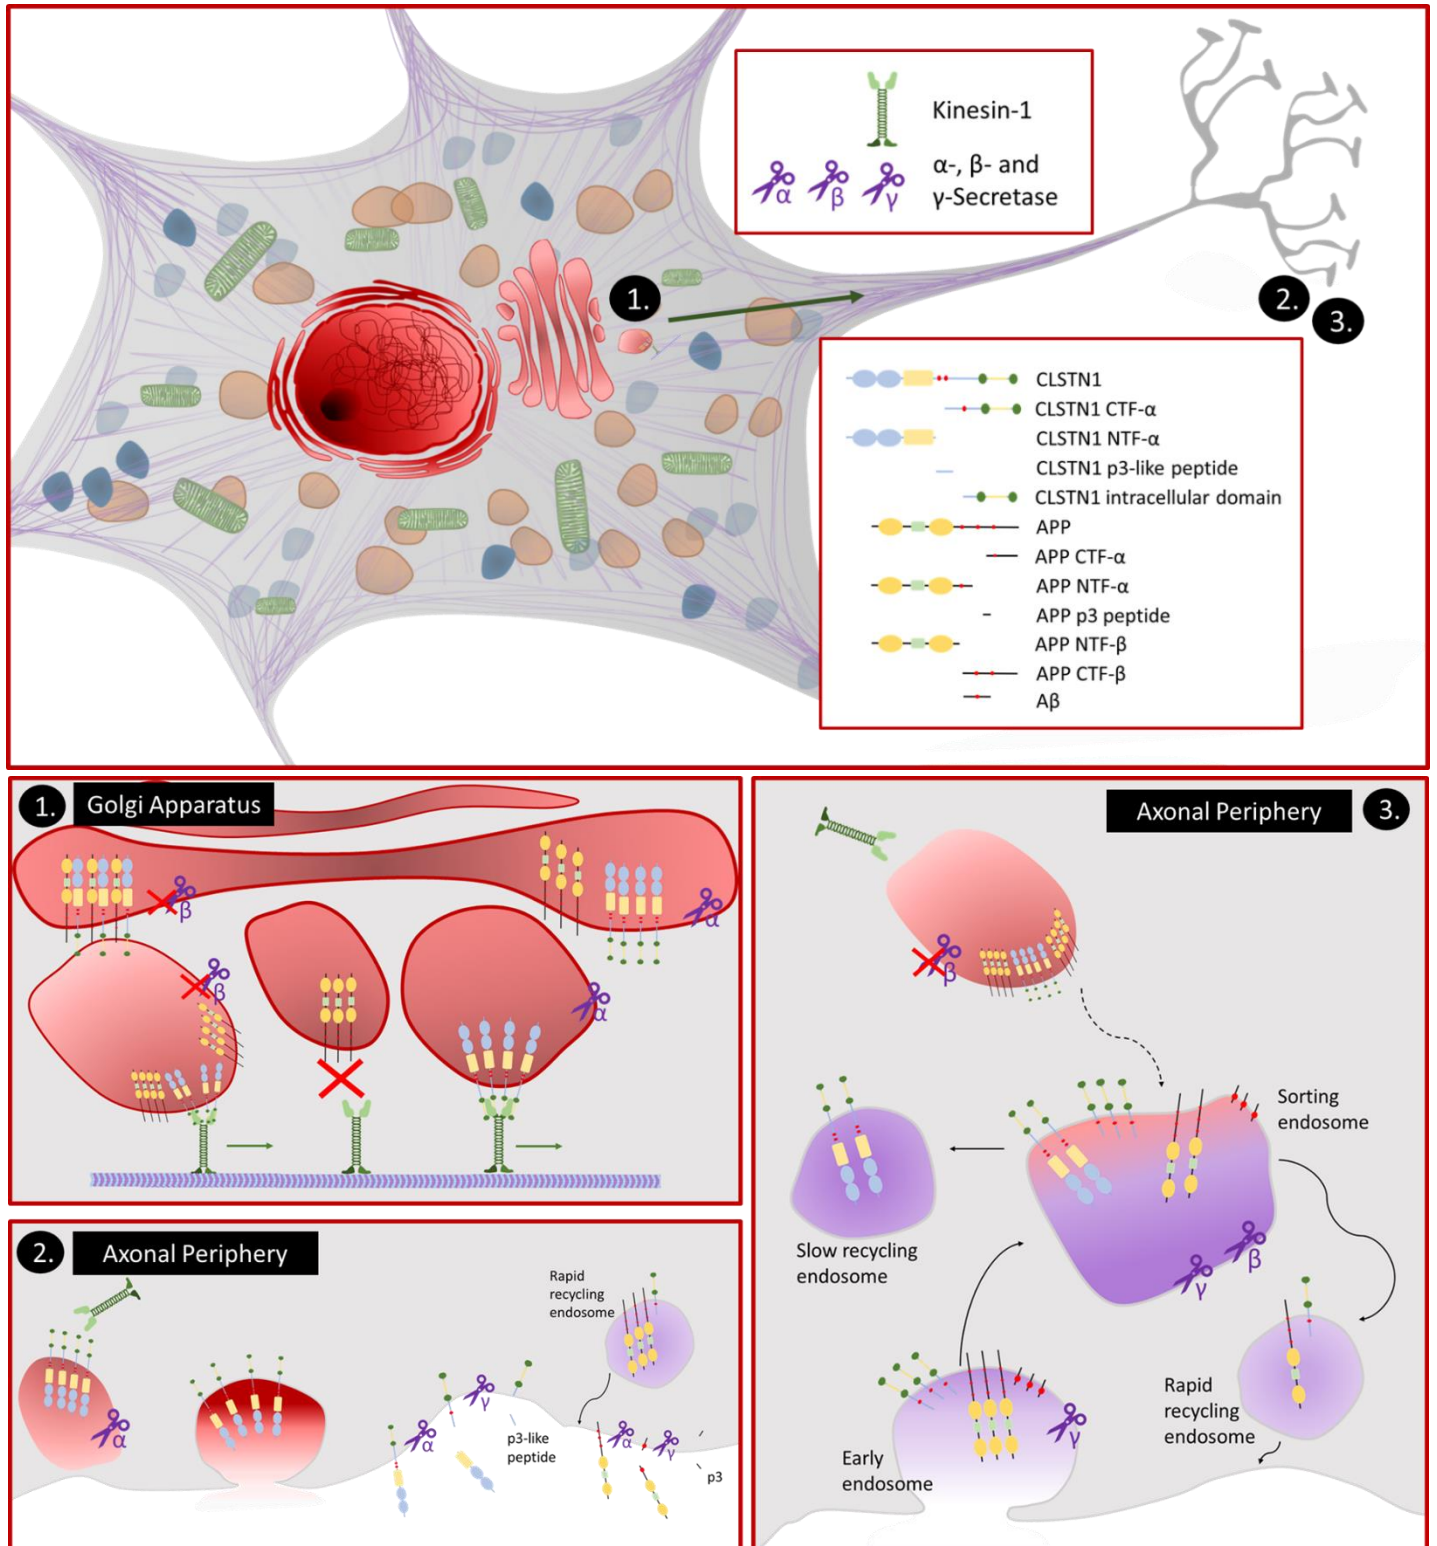 Kinesin-1
α β γ
α-, β- and
γ-Secretase
1.
2.
3.
CLSTN1
CLSTN1 CTF-α
CLSTN1 NTF-α
CLSTN1 p3-like peptide
CLSTN1 intracellular domain
APP
APP CTF-α
APP NTF-α
APP p3 peptide
APP NTF-β
APP CTF-β
Aβ
1. Golgi Apparatus
β
α
β
α
2. Axonal Periphery
Rapid
recycling
endosome
α
γ
α
p3-like
peptide
α
γ
p3
Axonal Periphery 3.
β
Sorting
endosome
Slow recycling
endosome
β
γ
Early
endosome
γ
Rapid
recycling
endosome